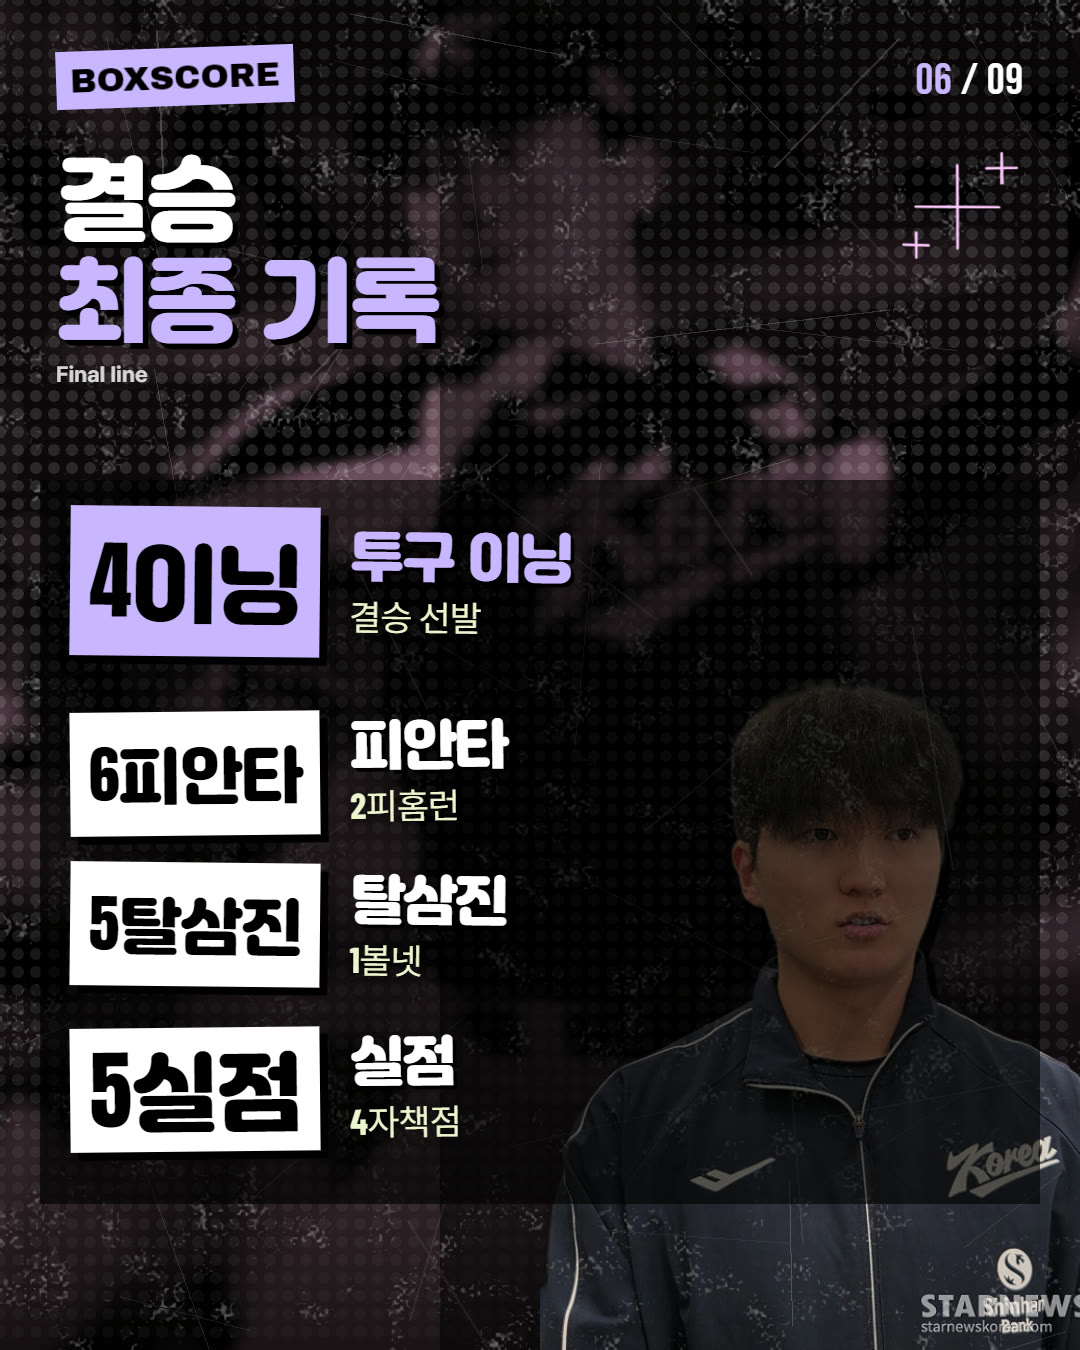 BOXSCORE
06 / 09
결승
최종 기록
Final line
4이닝
투구 이닝
결승 선발
6피안타
피안타
2피홈런
5탈삼진
탈삼진
1볼넷
5실점
실점
4자책점
Korea
STARNEWS
Shinhan
starnewskorea.com
Bank